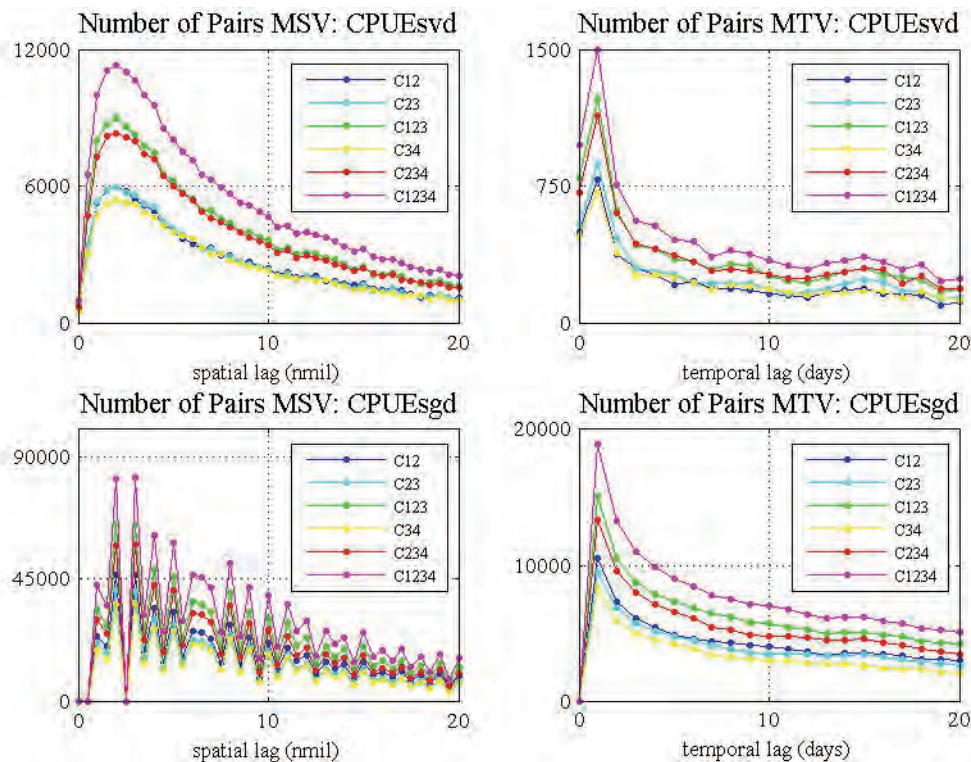 Number of Pairs MSV: CPUEsvd
12000
6000
0
0
10
20
spatial lag (nmil)
C12
C23
C123
C34
C234
C1234
Number of Pairs MTV: CPUEsvd
1500
750
0
0
10
20
temporal lag (days)
C12
C23
C123
C34
C234
C1234
Number of Pairs MSV: CPUEsgd
90000
45000
0
0
10
20
spatial lag (nmil)
C12
C23
C123
C34
C234
C1234
Number of Pairs MTV: CPUEsgd
20000
10000
0
0
10
20
temporal lag (days)
C12
C23
C123
C34
C234
C1234